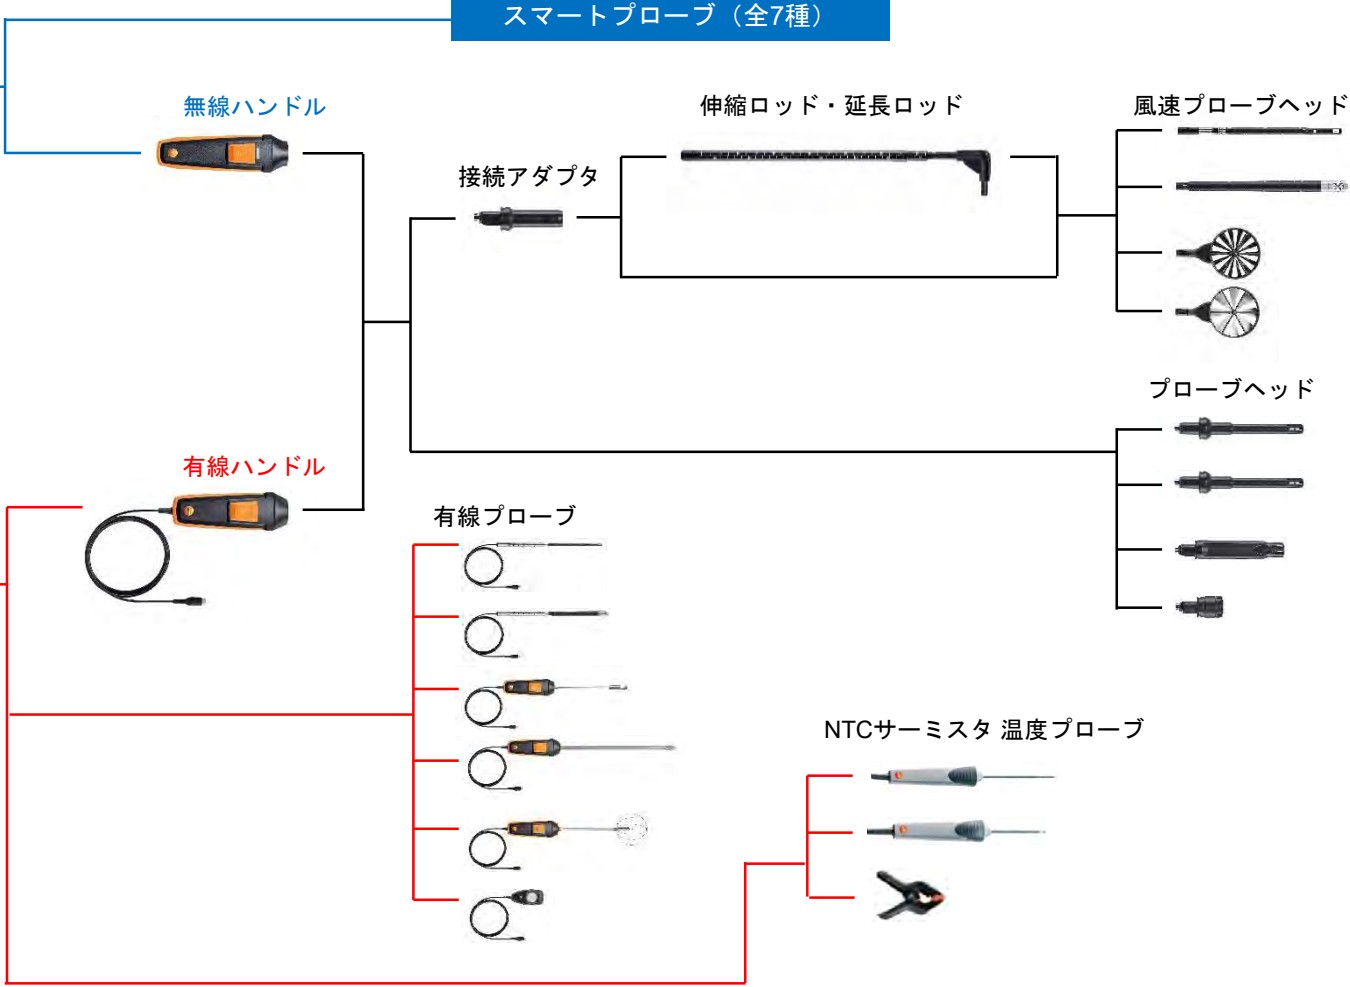 スマートプローブ（全7種）
無線ハンドル
伸縮ロッド・延長ロッド
風速プローブヘッド
接続アダプタ
プローブヘッド
有線ハンドル
有線プローブ
NTCサーミスタ 温度プローブ